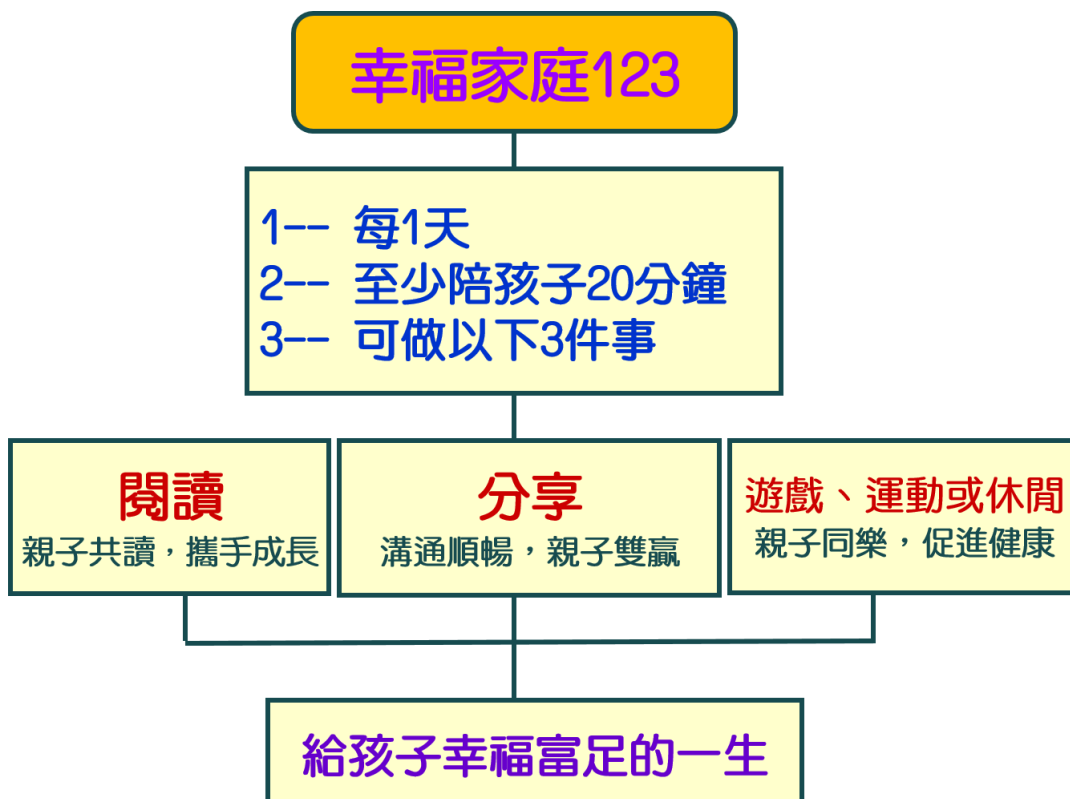 幸福家庭123
1-- 每1天
2-- 至少陪孩子20分鐘
3-- 可做以下3件事
閱讀
親子共讀，攜手成長
分享
溝通順暢，親子雙贏
遊戲、運動或休閒
親子同樂，促進健康
給孩子幸福富足的一生